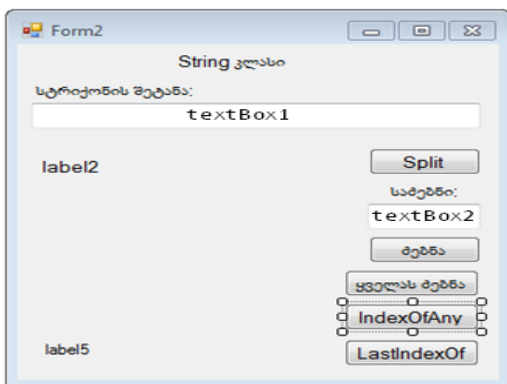 Form2
String კლასი
სტრიქონის შეტანა:
textBox1
label2
Split
საძებნი:
textBox2
ძებნა
ყველას ძებნა
IndexOfAny
label5
LastIndexOf